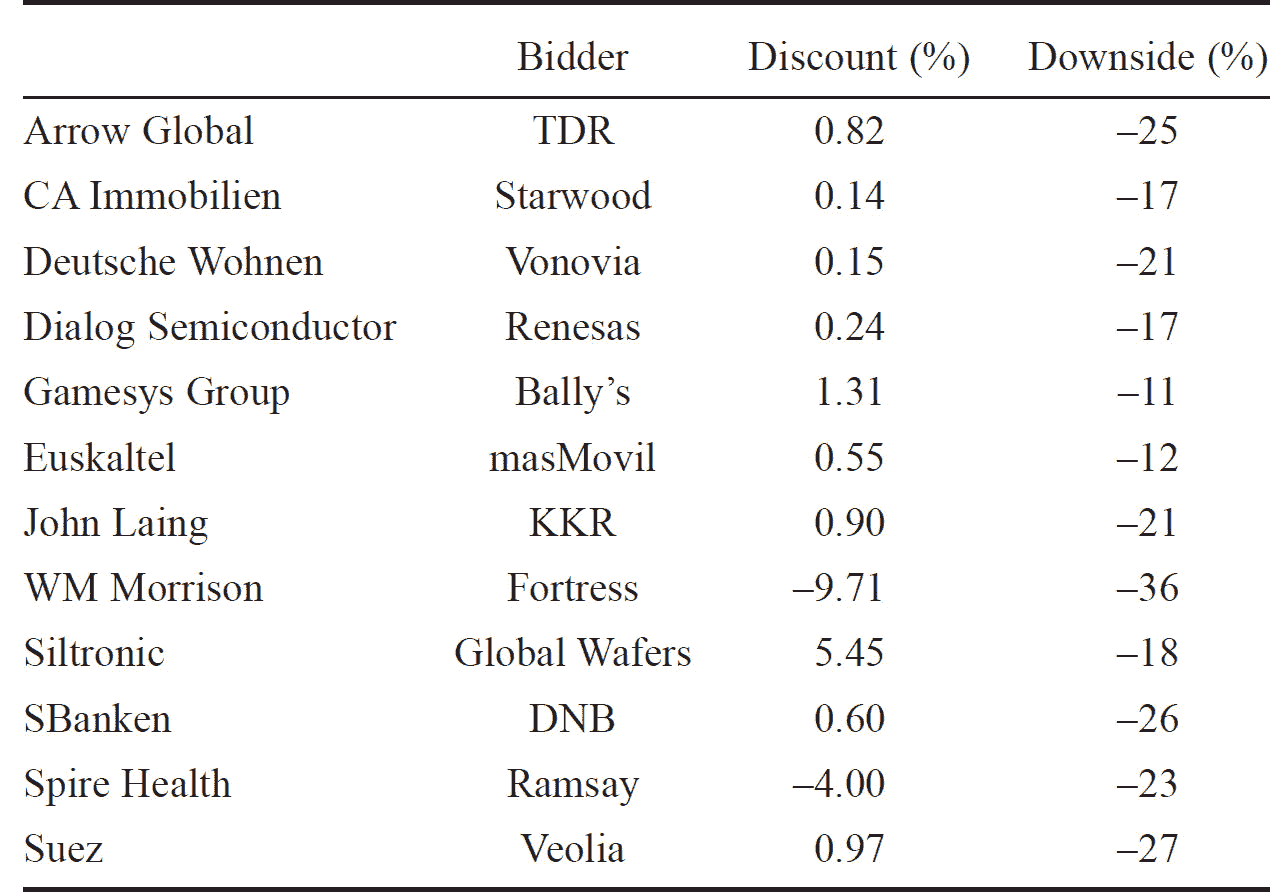 Bidder Discount (%) Downside (%)
Arrow Global TDR 0.82 –25
CA Immobilien Starwood 0.14 –17
Deutsche Wohnen Vonovia 0.15 –21
Dialog Semiconductor Renesas 0.24 –17
Gamesys Group Bally’s 1.31 –11
Euskaltel masMovil 0.55 –12
John Laing KKR 0.90 –21
WM Morrison Fortress –9.71 –36
Siltronic Global Wafers 5.45 –18
SBanken DNB 0.60 –26
Spire Health Ramsay –4.00 –23
Suez Veolia 0.97 –27